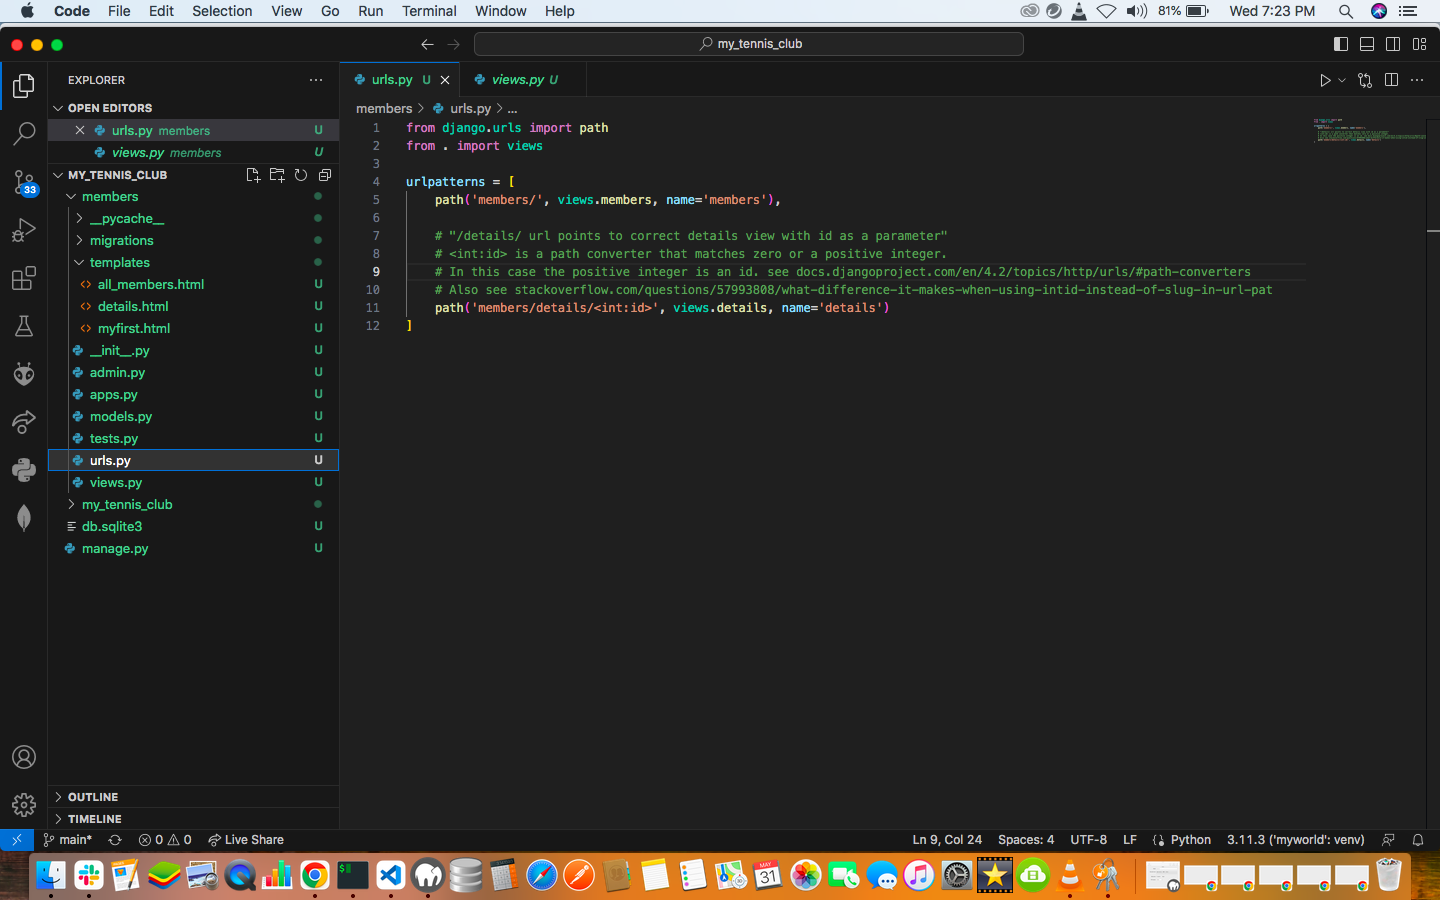 Code File Edit Selection View Go Run Terminal Window Help 81% Wed 7:23 PM
my_tennis_club
EXPLORER
OPEN EDITORS
urls.py members U
views.py members U
MY_TENNIS_CLUB
33
members
__pycache__
migrations
templates
all_members.html U
details.html U
myfirst.html U
__init__.py U
admin.py U
apps.py U
models.py U
tests.py U
urls.py U
views.py U
my_tennis_club
db.sqlite3 U
manage.py U
OUTLINE
TIMELINE
urls.py U views.py U
members > urls.py > ...
1 from django.urls import path
2 from . import views
3
4 urlpatterns = [
5 path('members/', views.members, name='members'),
6
7 # "/details/ url points to correct details view with id as a parameter"
8 # <int:id> is a path converter that matches zero or a positive integer.
9 # In this case the positive integer is an id. see docs.djangoproject.com/en/4.2/topics/http/urls/#path-converters
10 # Also see stackoverflow.com/questions/57993808/what-difference-it-makes-when-using-intid-instead-of-slug-in-url-pat
11 path('members/details/<int:id>', views.details, name='details')
12 ]
main* 0 0 Live Share Ln 9, Col 24 Spaces: 4 UTF-8 LF Python 3.11.3 ('myworld': venv)
MAY
31